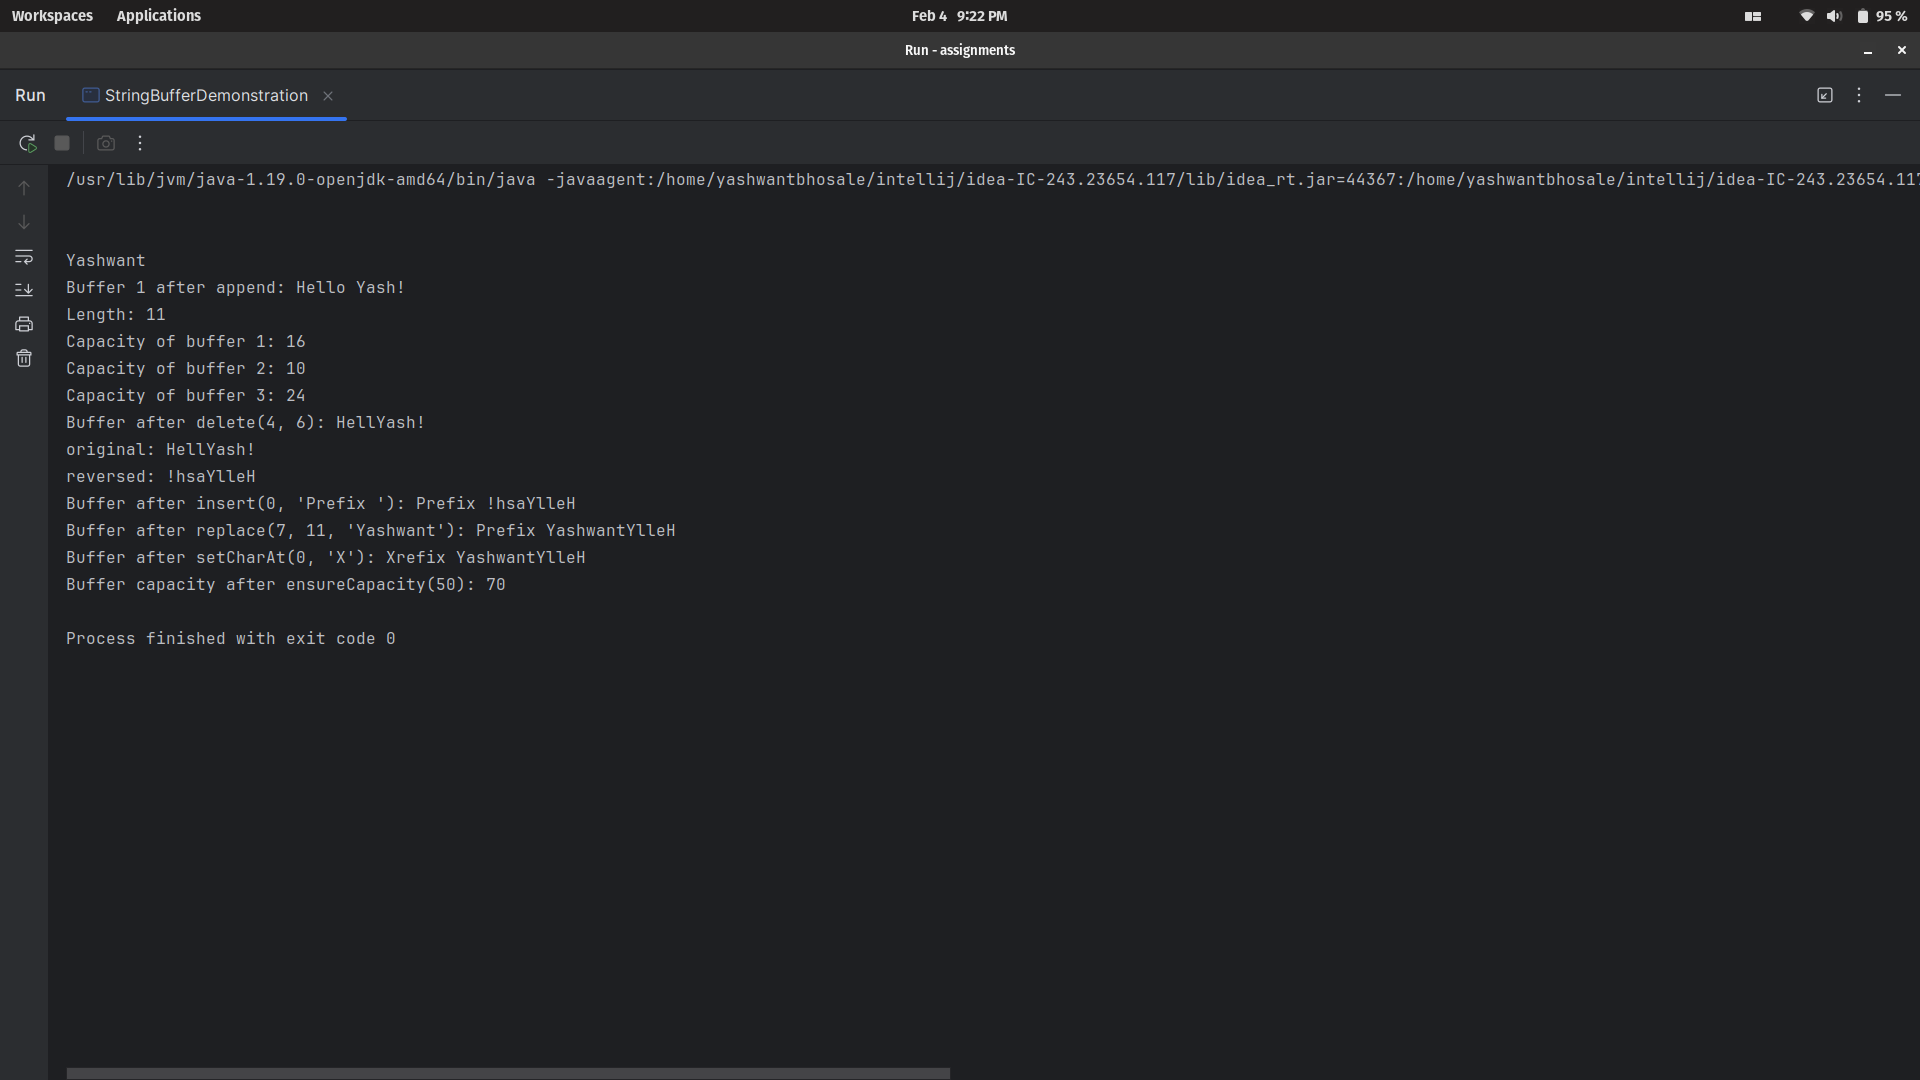 Workspaces Applications Feb 4 9:22 PM 95 %
Run - assignments
Run StringBufferDemonstration
/usr/lib/jvm/java-1.19.0-openjdk-amd64/bin/java -javaagent:/home/yashwantbhosale/intellij/idea-IC-243.23654.117/lib/idea_rt.jar=44367:/home/yashwantbhosale/intellij/idea-IC-243.23654.117
Yashwant
Buffer 1 after append: Hello Yash!
Length: 11
Capacity of buffer 1: 16
Capacity of buffer 2: 10
Capacity of buffer 3: 24
Buffer after delete(4, 6): HellYash!
original: HellYash!
reversed: !hsaYlleH
Buffer after insert(0, 'Prefix '): Prefix !hsaYlleH
Buffer after replace(7, 11, 'Yashwant'): Prefix YashwantYlleH
Buffer after setCharAt(0, 'X'): Xrefix YashwantYlleH
Buffer capacity after ensureCapacity(50): 70
Process finished with exit code 0